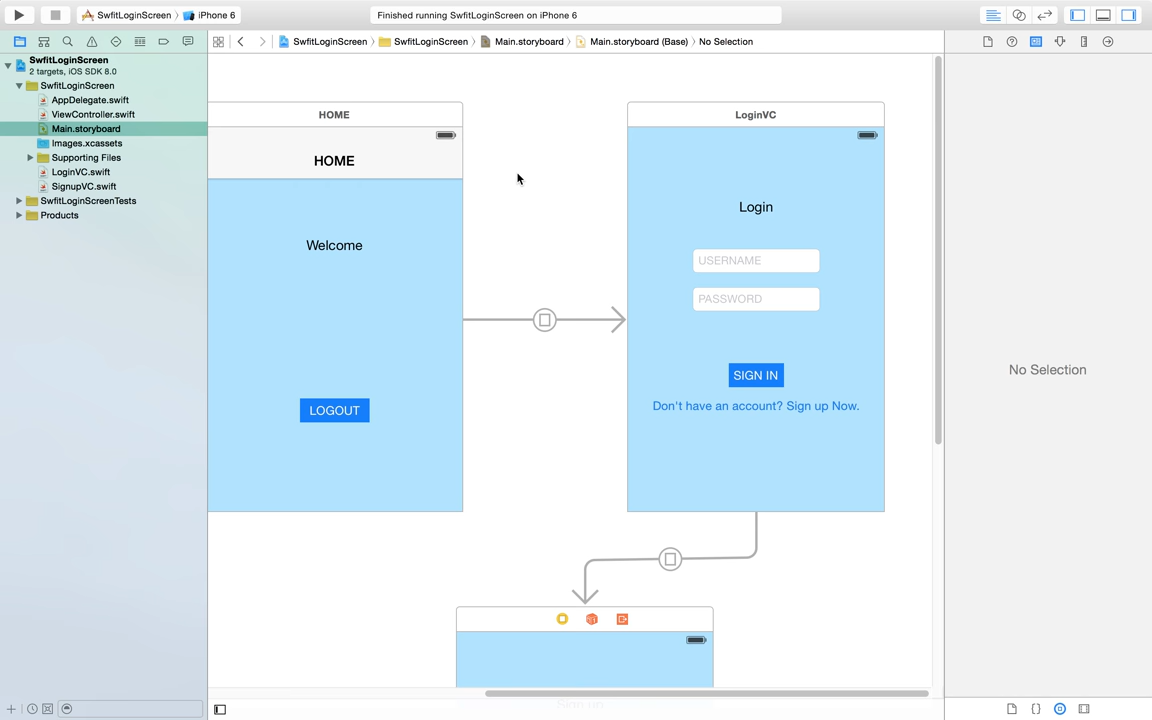 SwfitLoginScreen
iPhone 6
Finished running SwfitLoginScreen on iPhone 6
SwfitLoginScreen
SwfitLoginScreen
Main.storyboard
Main.storyboard (Base)
No Selection
SwfitLoginScreen
2 targets, iOS SDK 8.0
SwfitLoginScreen
AppDelegate.swift
ViewController.swift
Main.storyboard
Images.xcassets
Supporting Files
LoginVC.swift
SignupVC.swift
SwfitLoginScreenTests
Products
HOME
HOME
Welcome
LOGOUT
LoginVC
Login
USERNAME
PASSWORD
SIGN IN
Don't have an account? Sign up Now.
Sign up
No Selection